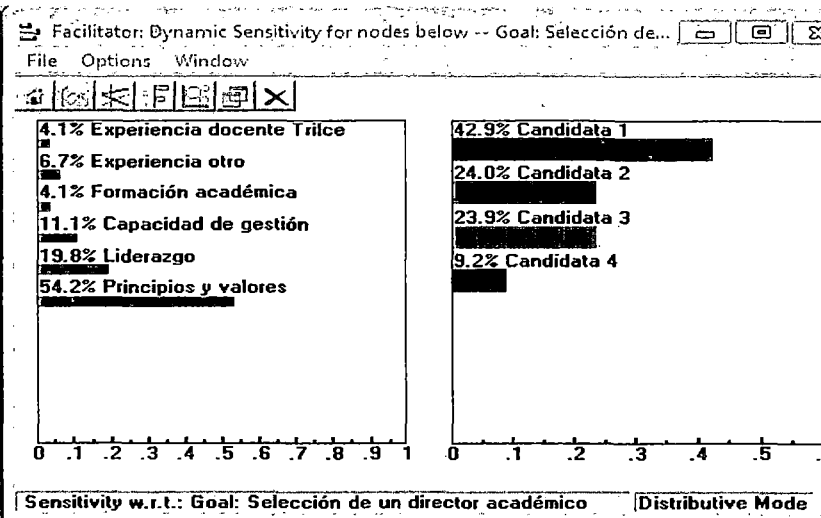 Facilitator: Dynamic Sensitivity for nodes below -- Goal: Selección de...
File Options Window
4.1% Experiencia docente Trilce
6.7% Experiencia otro
4.1% Formación académica
11.1% Capacidad de gestión
19.8% Liderazgo
54.2% Principios y valores
0 .1 .2 .3 .4 .5 .6 .7 .8 .9 1
42.9% Candidata 1
24.0% Candidata 2
23.9% Candidata 3
9.2% Candidata 4
0 .1 .2 .3 .4 .5
Sensitivity w.r.t.: Goal: Selección de un director académico
Distributive Mode